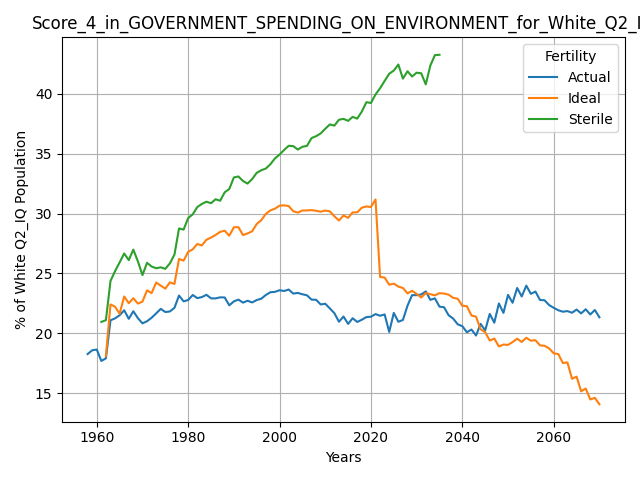 Score_4_in_GOVERNMENT_SPENDING_ON_ENVIRONMENT_for_White_Q2_I
Fertility
Actual
Ideal
Sterile
% of White Q2_IQ Population
40
35
30
25
20
15
1960 1980 2000 2020 2040 2060
Years